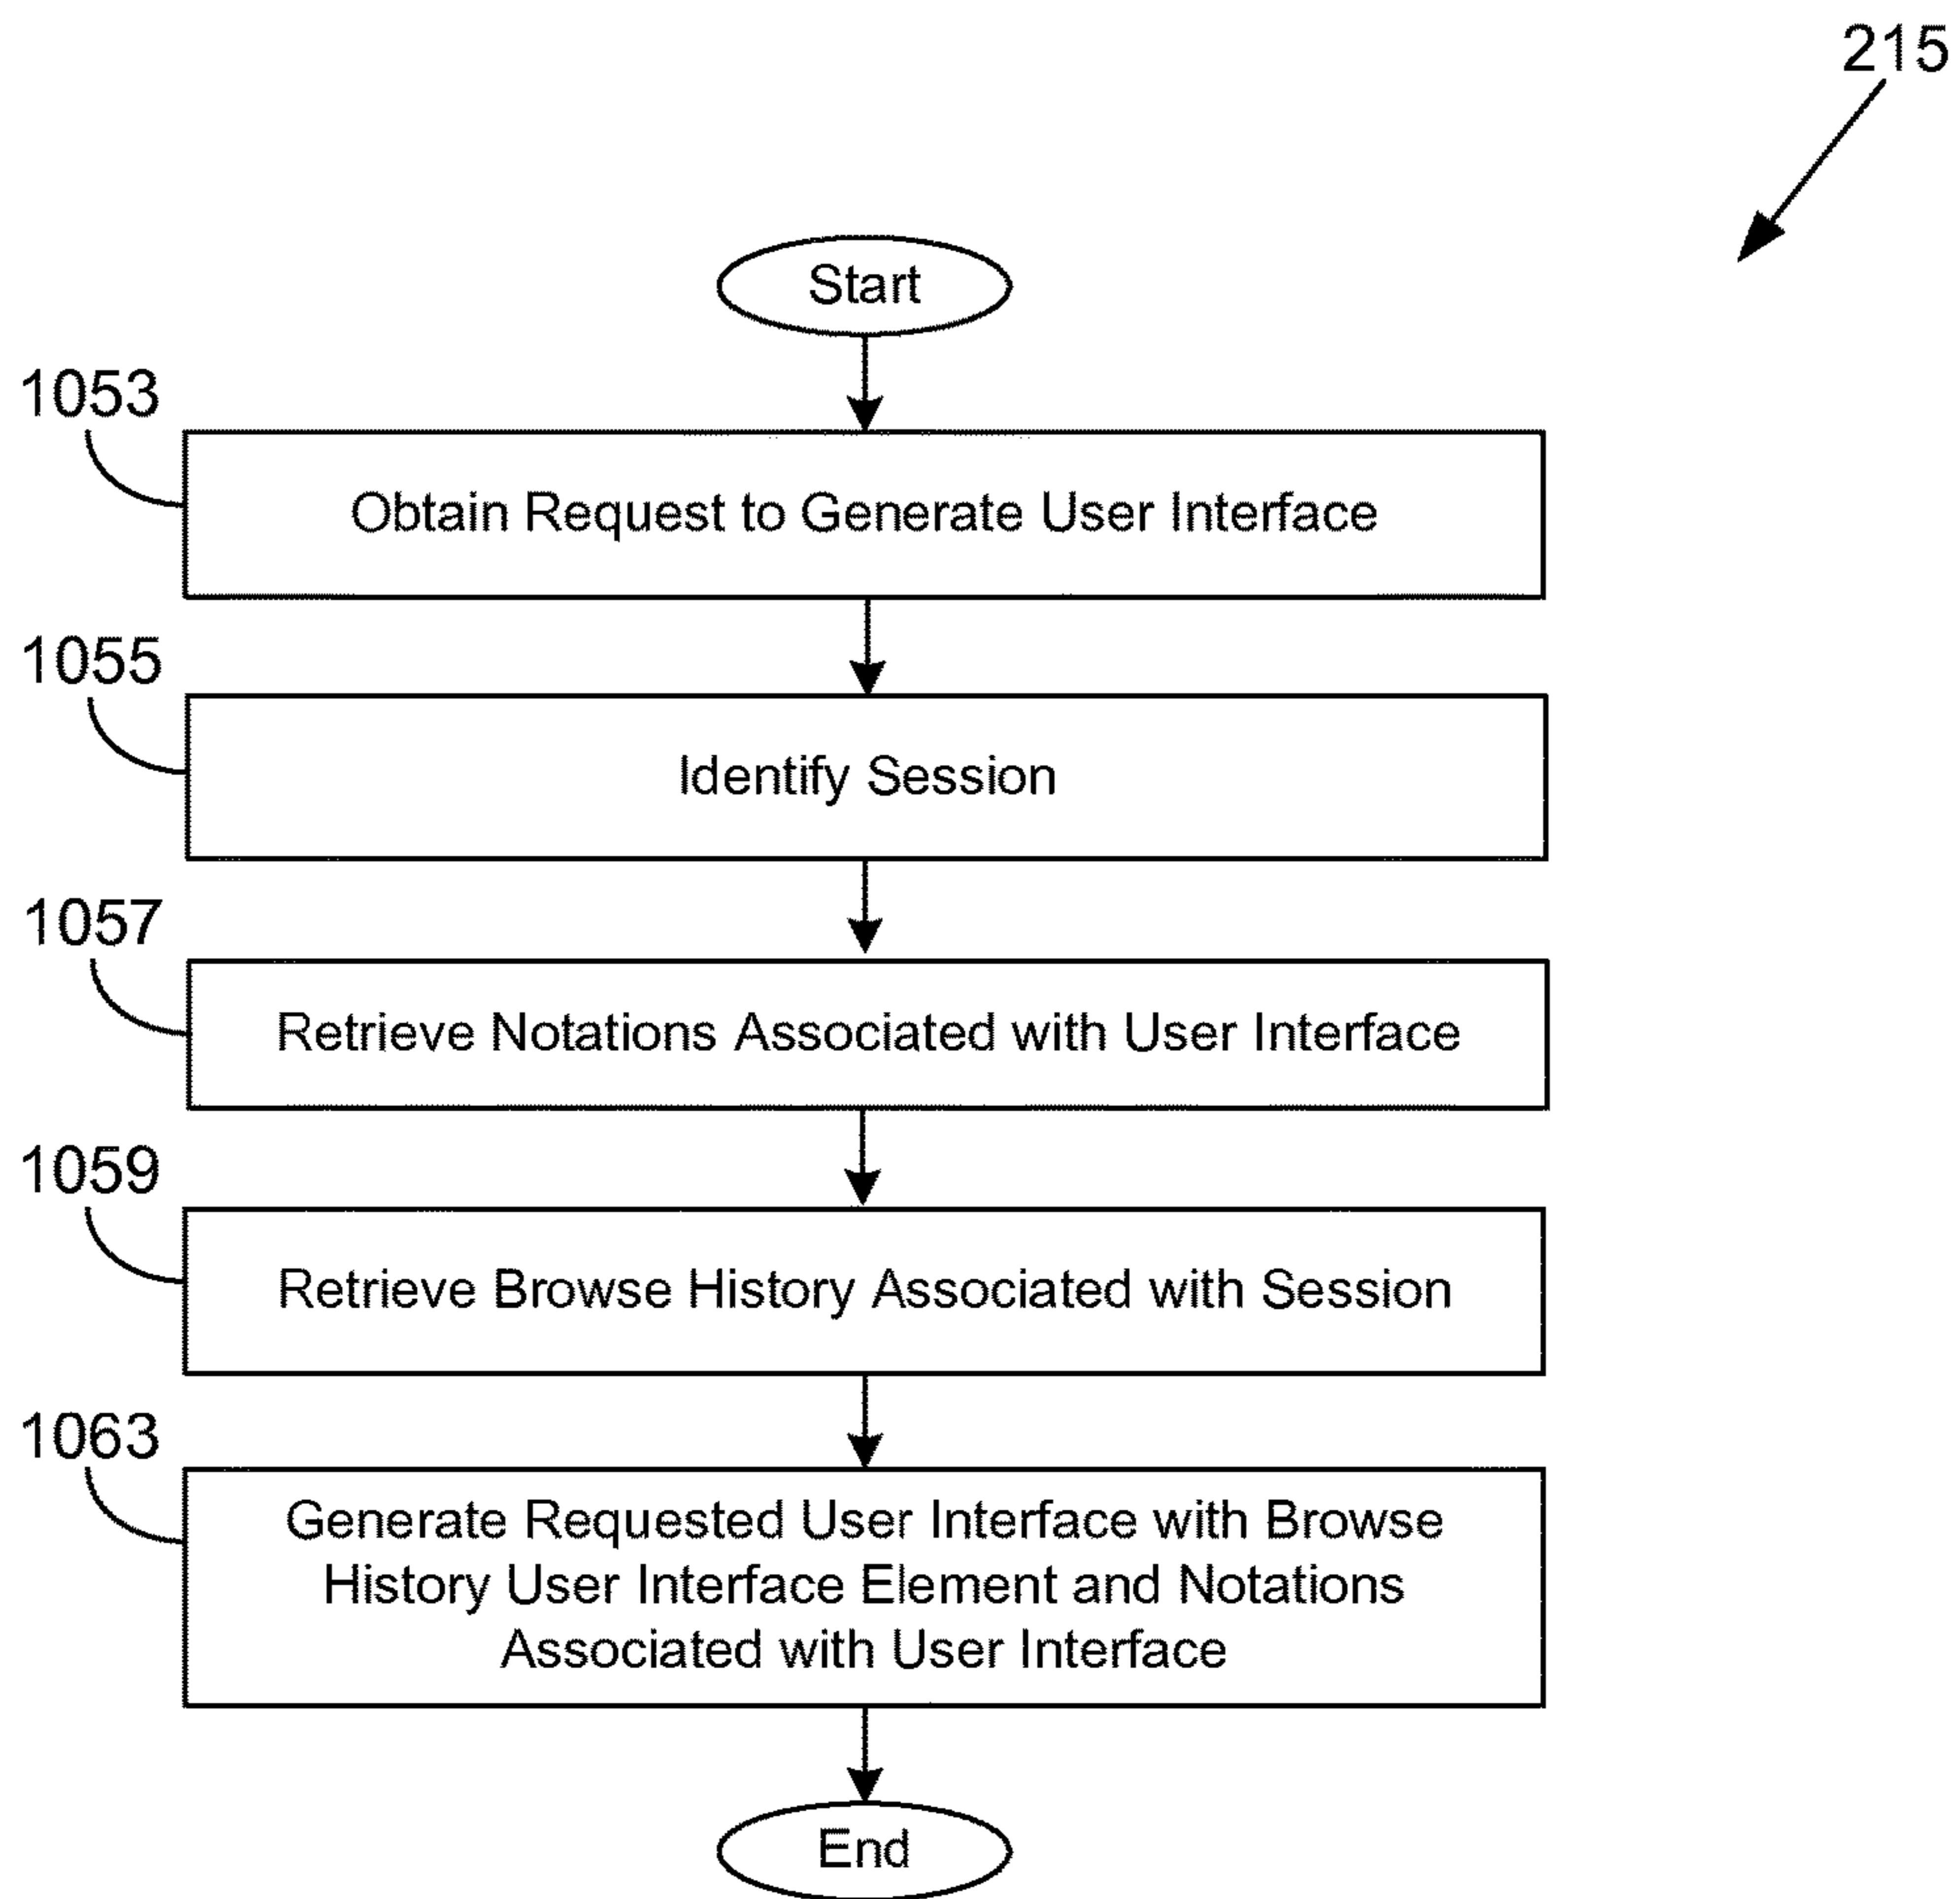 215
Start
1053
Obtain Request to Generate User Interface
1055
Identify Session
1057
Retrieve Notations Associated with User Interface
1059
Retrieve Browse History Associated with Session
1063
Generate Requested User Interface with Browse
History User Interface Element and Notations
Associated with User Interface
End